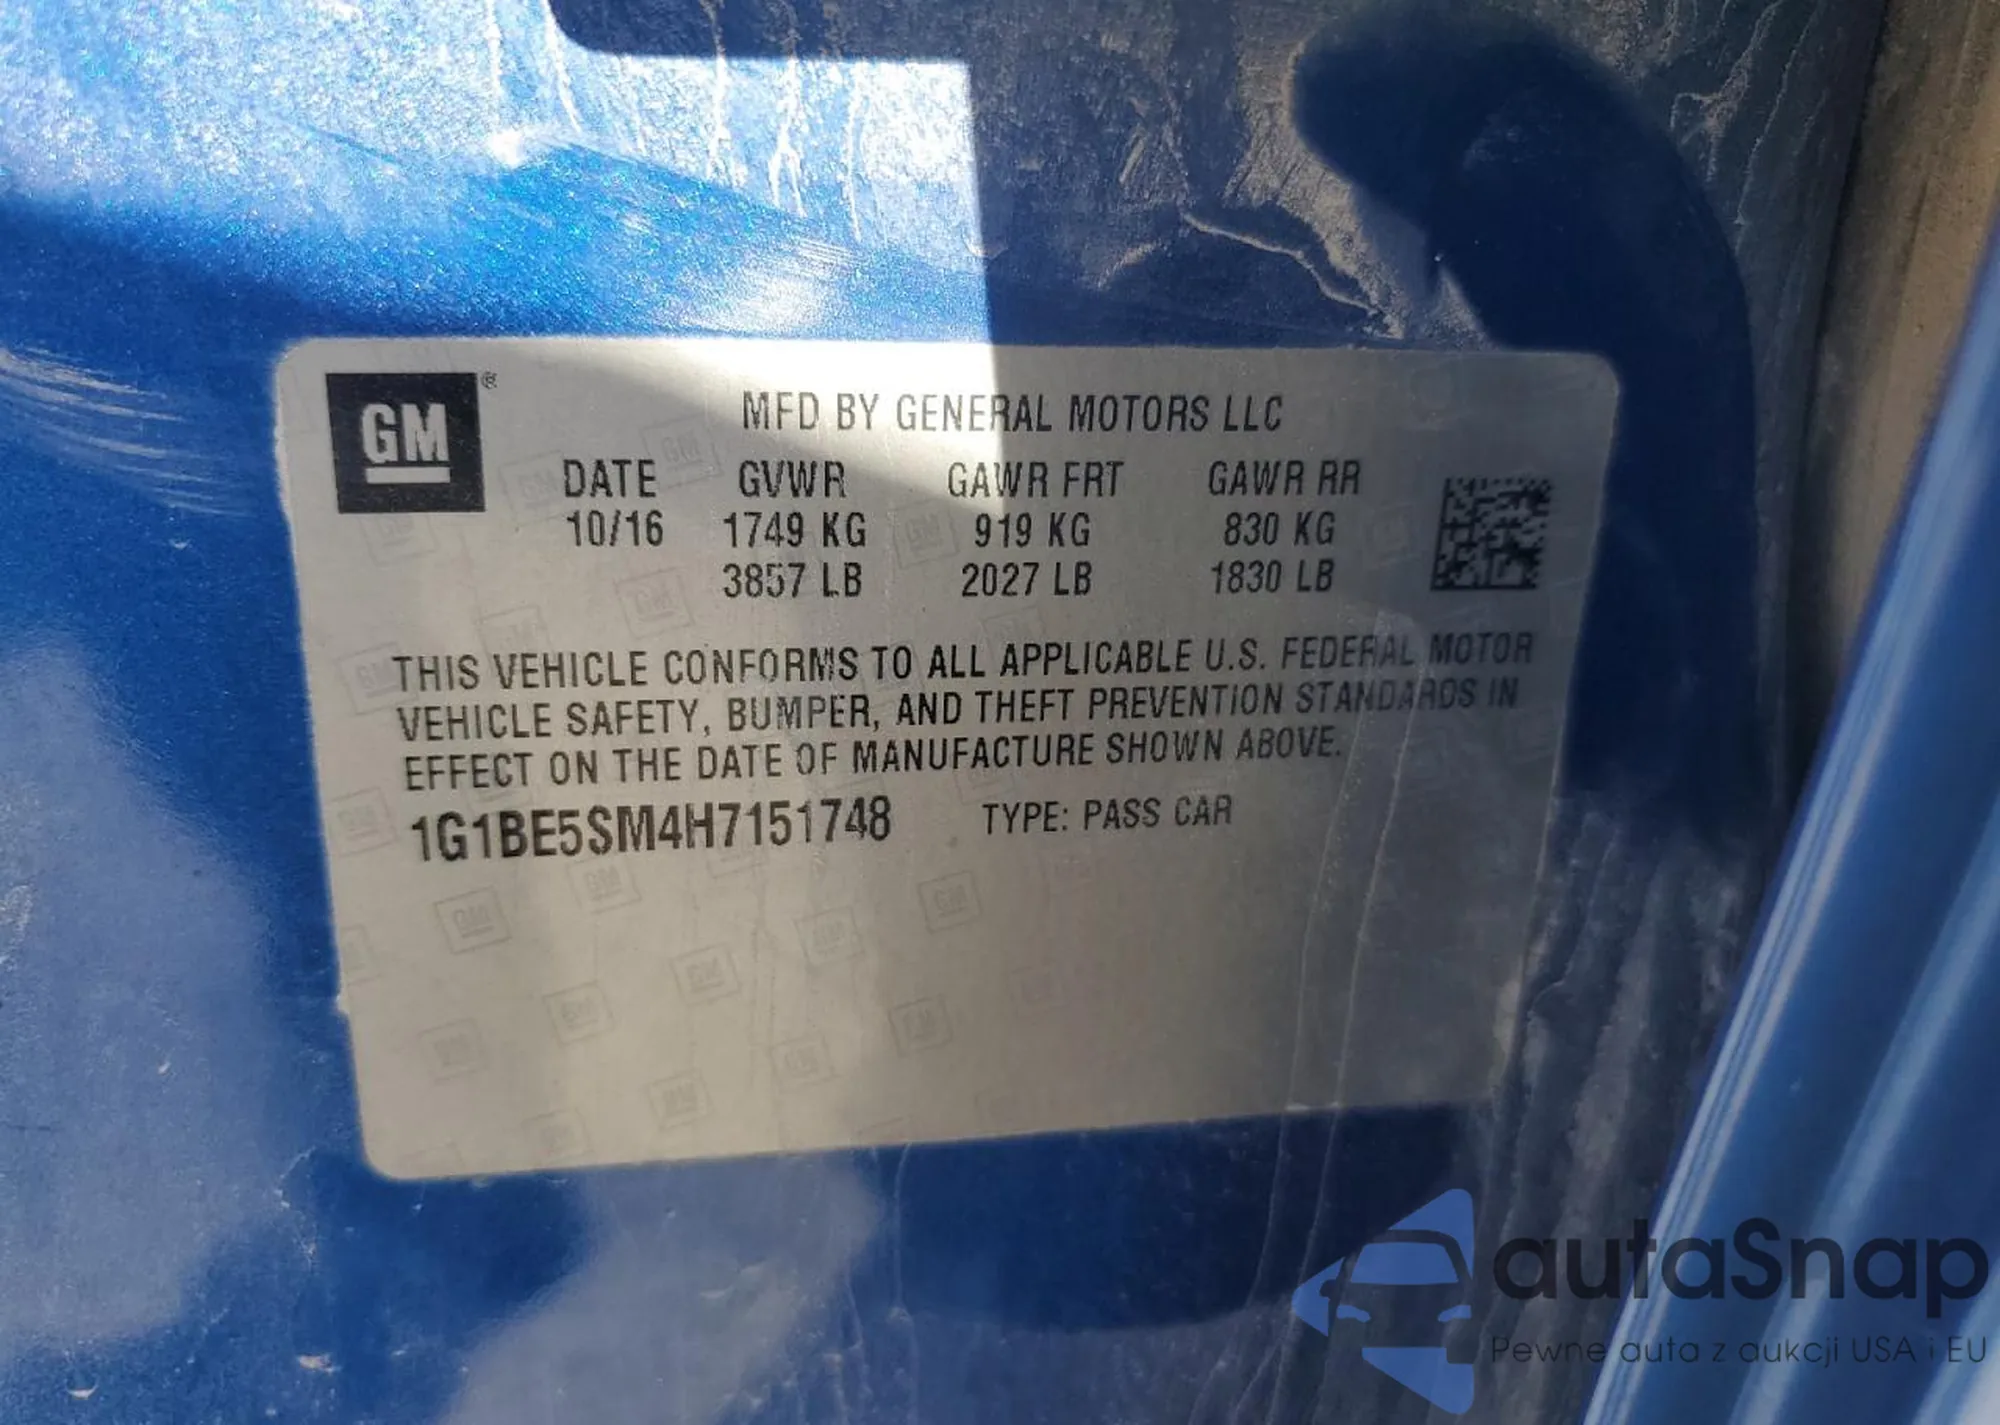 GM®
MFD BY GENERAL MOTORS LLC
DATE GVWR GAWR FRT GAWR RR
10/16 1749 KG 919 KG 830 KG
3857 LB 2027 LB 1830 LB
THIS VEHICLE CONFORMS TO ALL APPLICABLE U.S. FEDERAL MOTOR
VEHICLE SAFETY, BUMPER, AND THEFT PREVENTION STANDARDS IN
EFFECT ON THE DATE OF MANUFACTURE SHOWN ABOVE.
1G1BE5SM4H7151748 TYPE: PASS CAR
autaSnap
Pewne auta z aukcji USA i EU